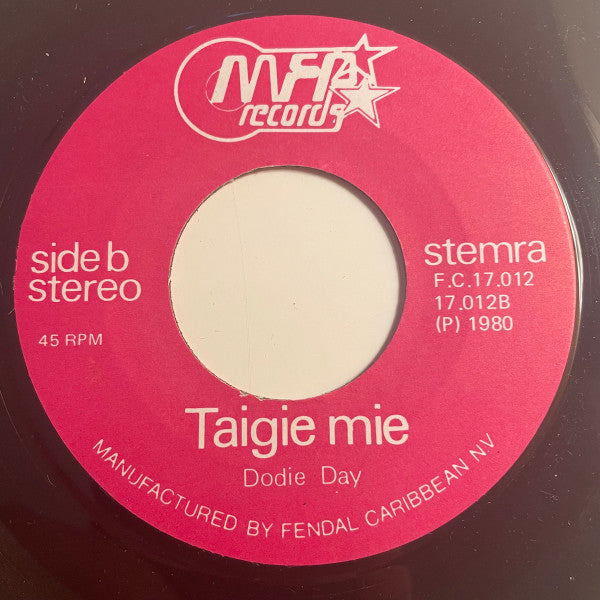 MFP
records
side b
stereo
45 RPM
stemra
F.C.17.012
17.012B
(P) 1980
Taigie mie
Dodie Day
MANUFACTURED BY FENDAL CARIBBEAN NV